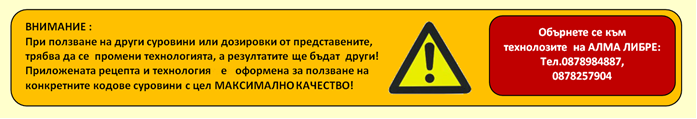 ВНИМАНИЕ :
При ползване на други суровини или дозировки от представените,
трябва да се промени технологията, а резултатите ще бъдат други!
Приложената рецепта и технология е оформена за ползване на
конкретните кодове суровини с цел МАКСИМАЛНО КАЧЕСТВО!
Обърнете се към
технолозите на АЛМА ЛИБРЕ:
Тел.0878984887,
0878257904